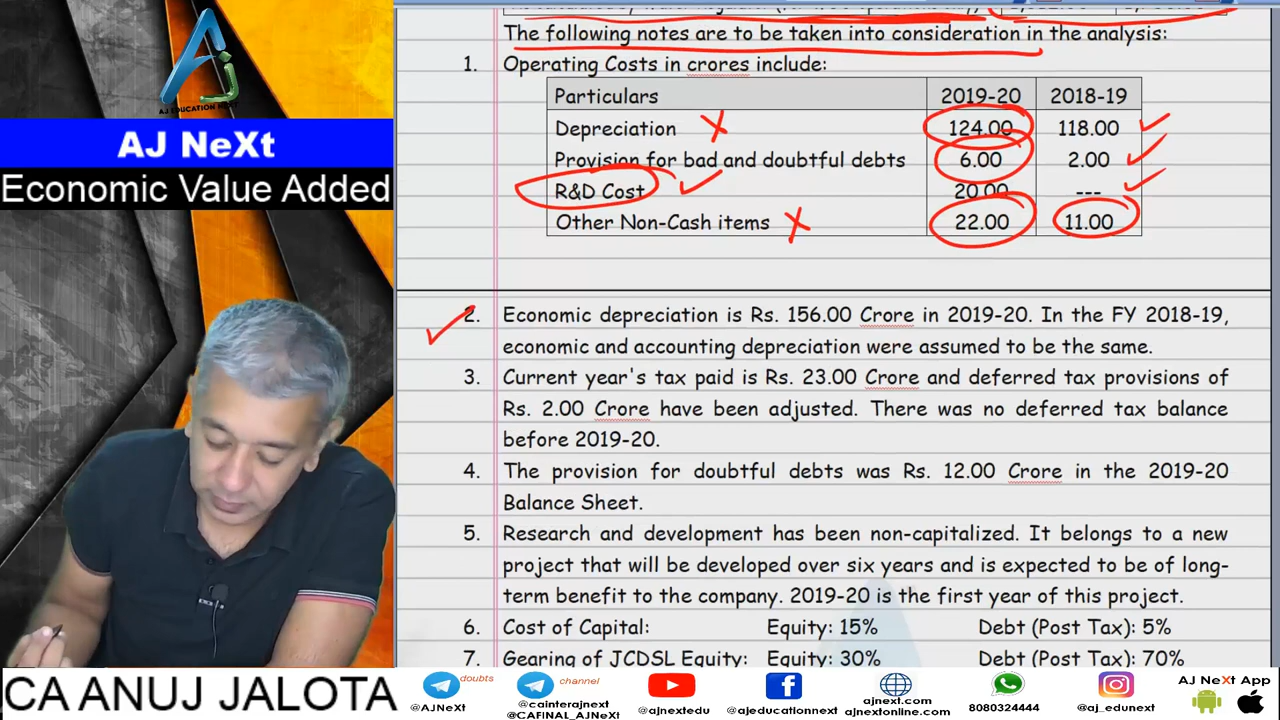 The following notes are to be taken into consideration in the analysis:
1. Operating Costs in crores include:
Particulars 2019-20 2018-19
Depreciation 124.00 118.00
Provision for bad and doubtful debts 6.00 2.00
R&D Cost 20.00 ---
Other Non-Cash items 22.00 11.00
2. Economic depreciation is Rs. 156.00 Crore in 2019-20. In the FY 2018-19,
economic and accounting depreciation were assumed to be the same.
3. Current year's tax paid is Rs. 23.00 Crore and deferred tax provisions of
Rs. 2.00 Crore have been adjusted. There was no deferred tax balance
before 2019-20.
4. The provision for doubtful debts was Rs. 12.00 Crore in the 2019-20
Balance Sheet.
5. Research and development has been non-capitalized. It belongs to a new
project that will be developed over six years and is expected to be of long-
term benefit to the company. 2019-20 is the first year of this project.
6. Cost of Capital: Equity: 15% Debt (Post Tax): 5%
7. Gearing of JCDSL Equity: Equity: 30% Debt (Post Tax): 70%
Aj
AJ EDUCATION NEXT
AJ NeXt
Economic Value Added
CA ANUJ JALOTA
doubts
@AJNeXt
channel
@cainterajnext
@CAFINAL_AJNeXt
@ajnextedu
@ajeducationnext
ajnext.com
ajnextonline.com
8080324444
@aj_edunext
AJ NeXt App